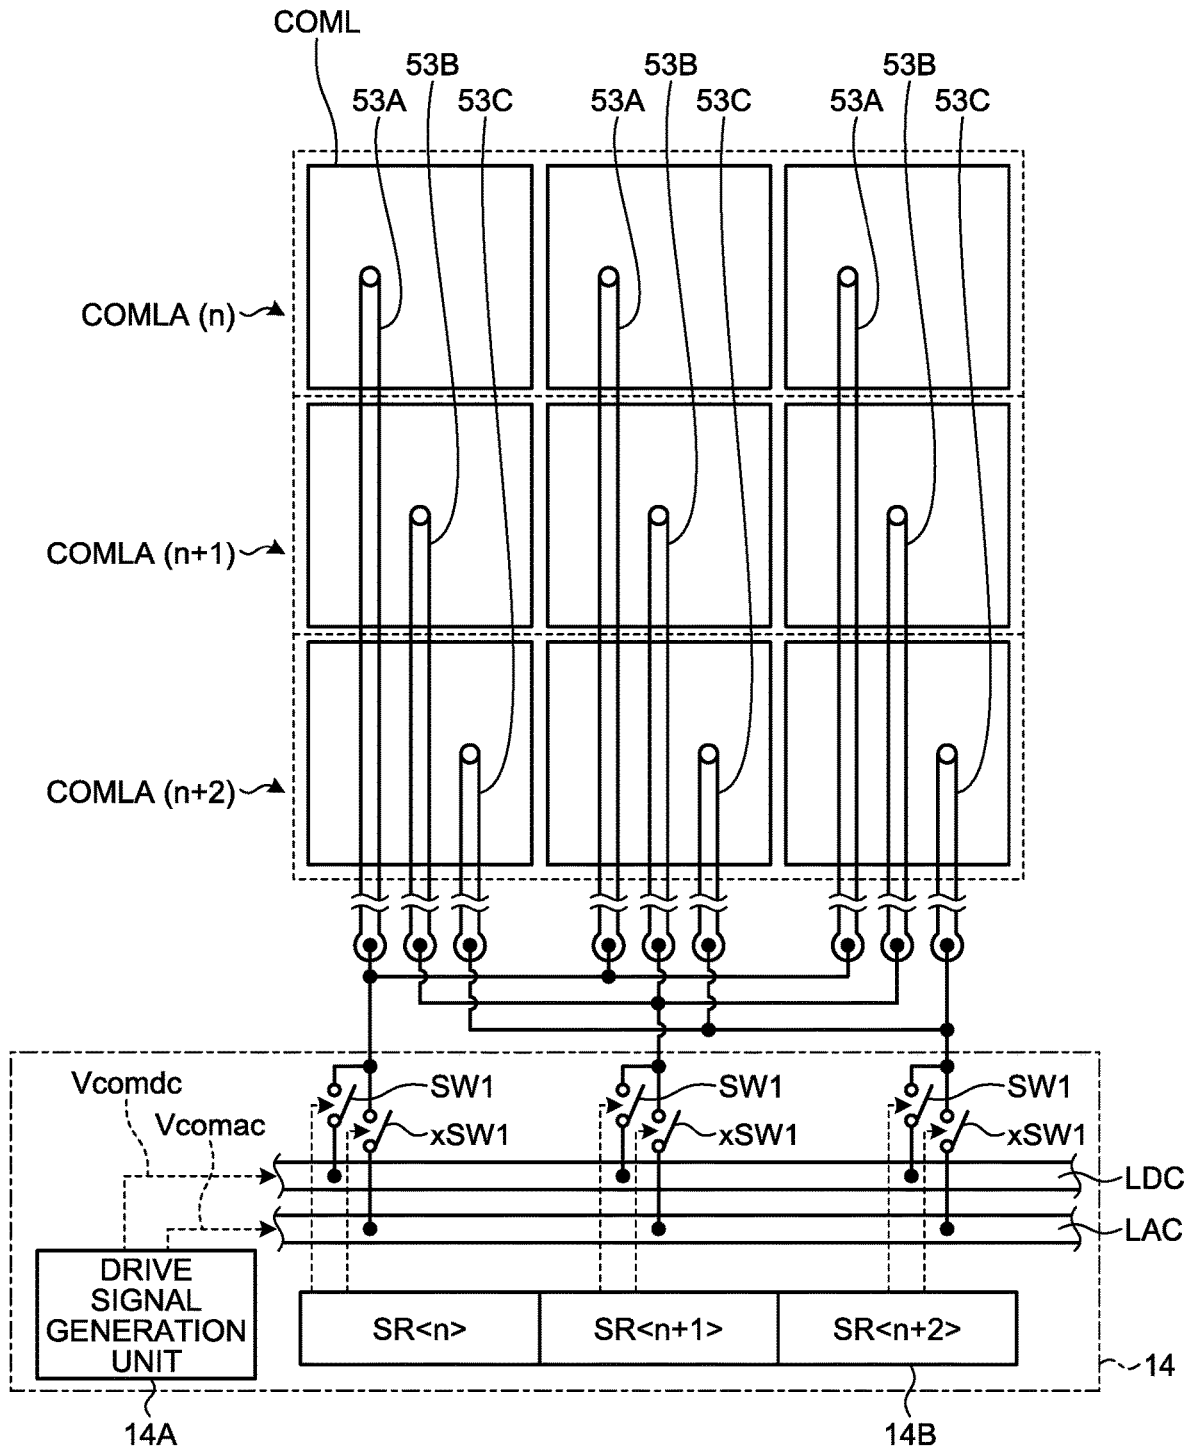 COML
53B 53B 53B
53A 53C 53A 53C 53A 53C
COMLA (n)
COMLA (n+1)
COMLA (n+2)
Vcomdc
SW1 SW1 SW1
Vcomac
xSW1 xSW1 xSW1
LDC
LAC
DRIVE
SIGNAL
GENERATION
UNIT
SR<n> SR<n+1> SR<n+2>
14
14A
14B